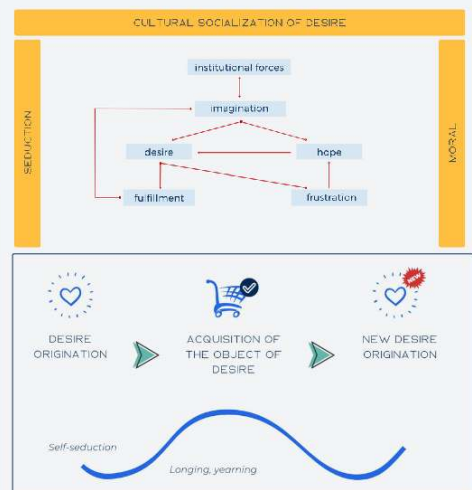 CULTURAL SOCIALIZATION OF DESIRE
SEDUCTION
MORAL
institutional forces
imagination
desire
hope
fulfillment
frustration
NEW
DESIRE
ORIGINATION
ACQUISITION OF
THE OBJECT OF
DESIRE
NEW DESIRE
ORIGINATION
Self-seduction
Longing, yearning